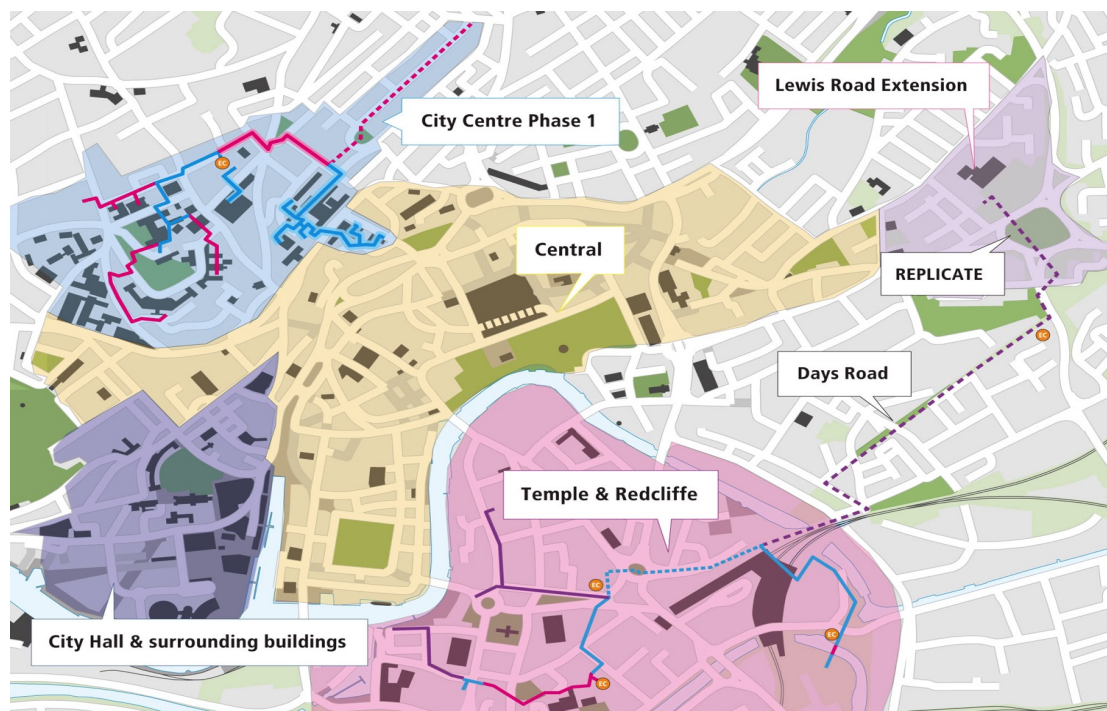 Lewis Road Extension
City Centre Phase 1
EC
Central
REPLICATE
EC
Days Road
Temple & Redcliffe
EC
City Hall & surrounding buildings
EC
EC